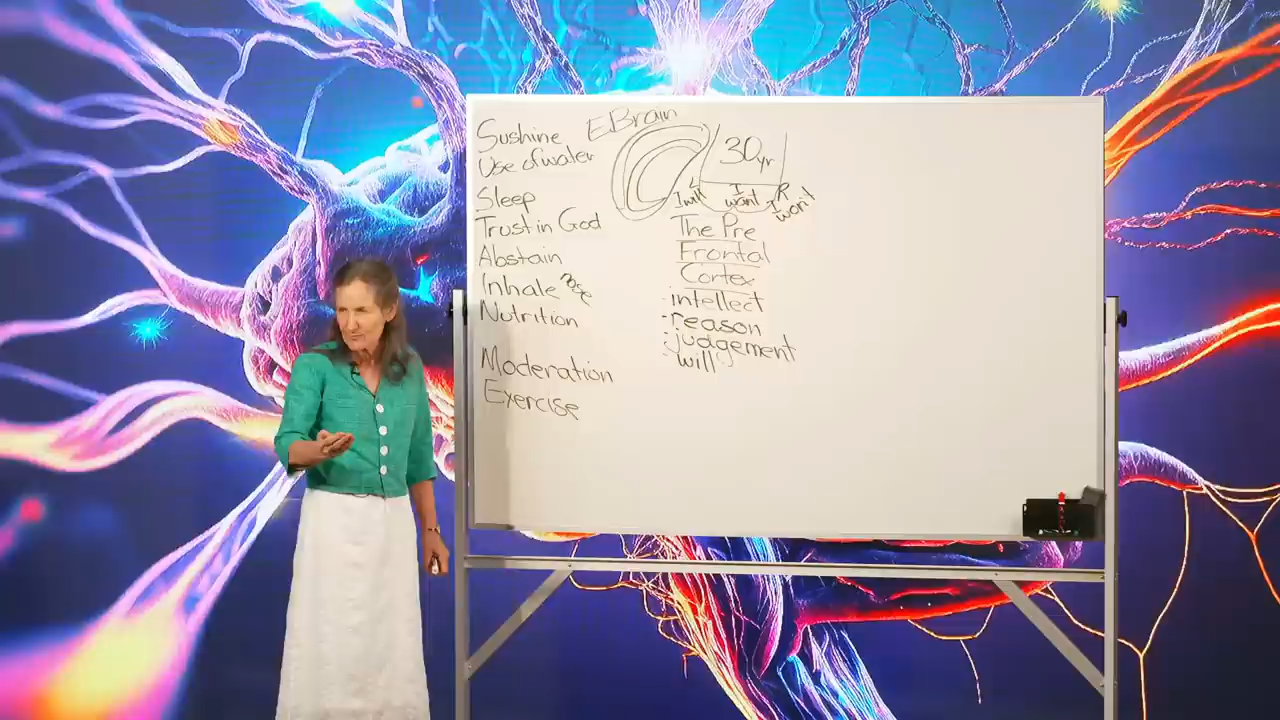 Sushine
Use of water
Sleep
Trust in God
Abstain
Inhale nose
Nutrition
Moderation
Exercise
E Brain
30yr
I will
I want
I won't
The Pre
Frontal
Cortex
· intellect
· reason
· judgement
· will